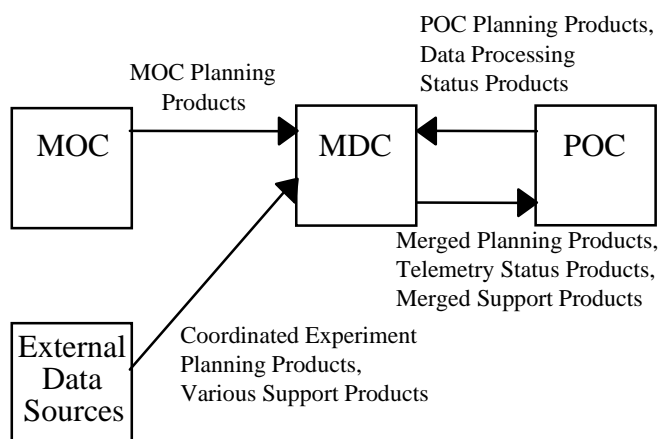 POC Planning Products,
Data Processing
Status Products
MOC Planning
Products
MOC
MDC
POC
Merged Planning Products,
Telemetry Status Products,
Merged Support Products
External
Data
Sources
Coordinated Experiment
Planning Products,
Various Support Products